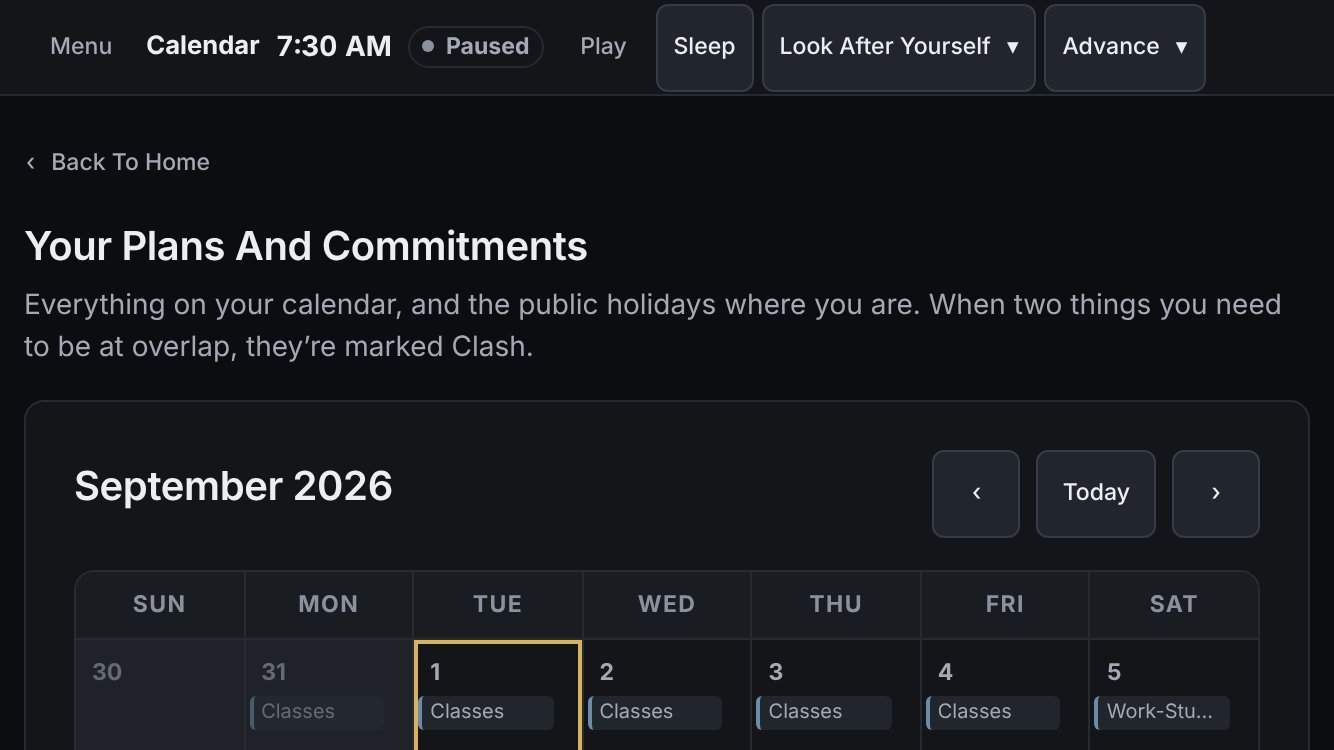 Menu Calendar 7:30 AM Paused Play Sleep Look After Yourself ▾ Advance ▾
‹ Back To Home
Your Plans And Commitments
Everything on your calendar, and the public holidays where you are. When two things you need
to be at overlap, they’re marked Clash.
September 2026 ‹ Today ›
SUN MON TUE WED THU FRI SAT
30 31 1 2 3 4 5
Classes Classes Classes Classes Classes Work-Stu...